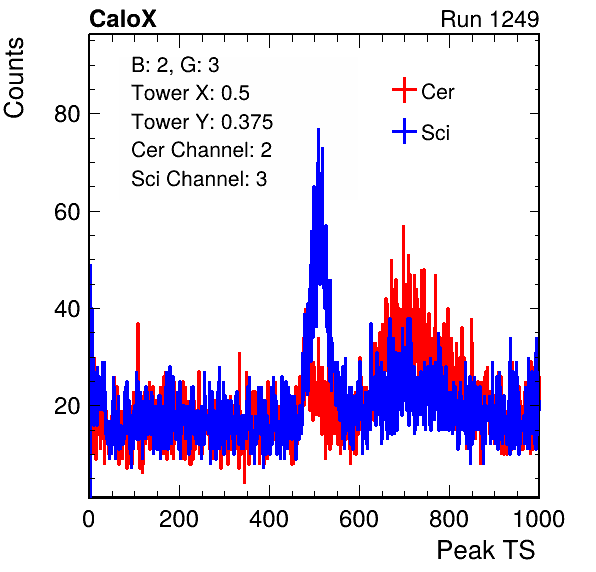 CaloX Run 1249
Counts
B: 2, G: 3
Tower X: 0.5
Tower Y: 0.375
Cer Channel: 2
Sci Channel: 3
Cer
Sci
80
60
40
20
0 200 400 600 800 1000
Peak TS